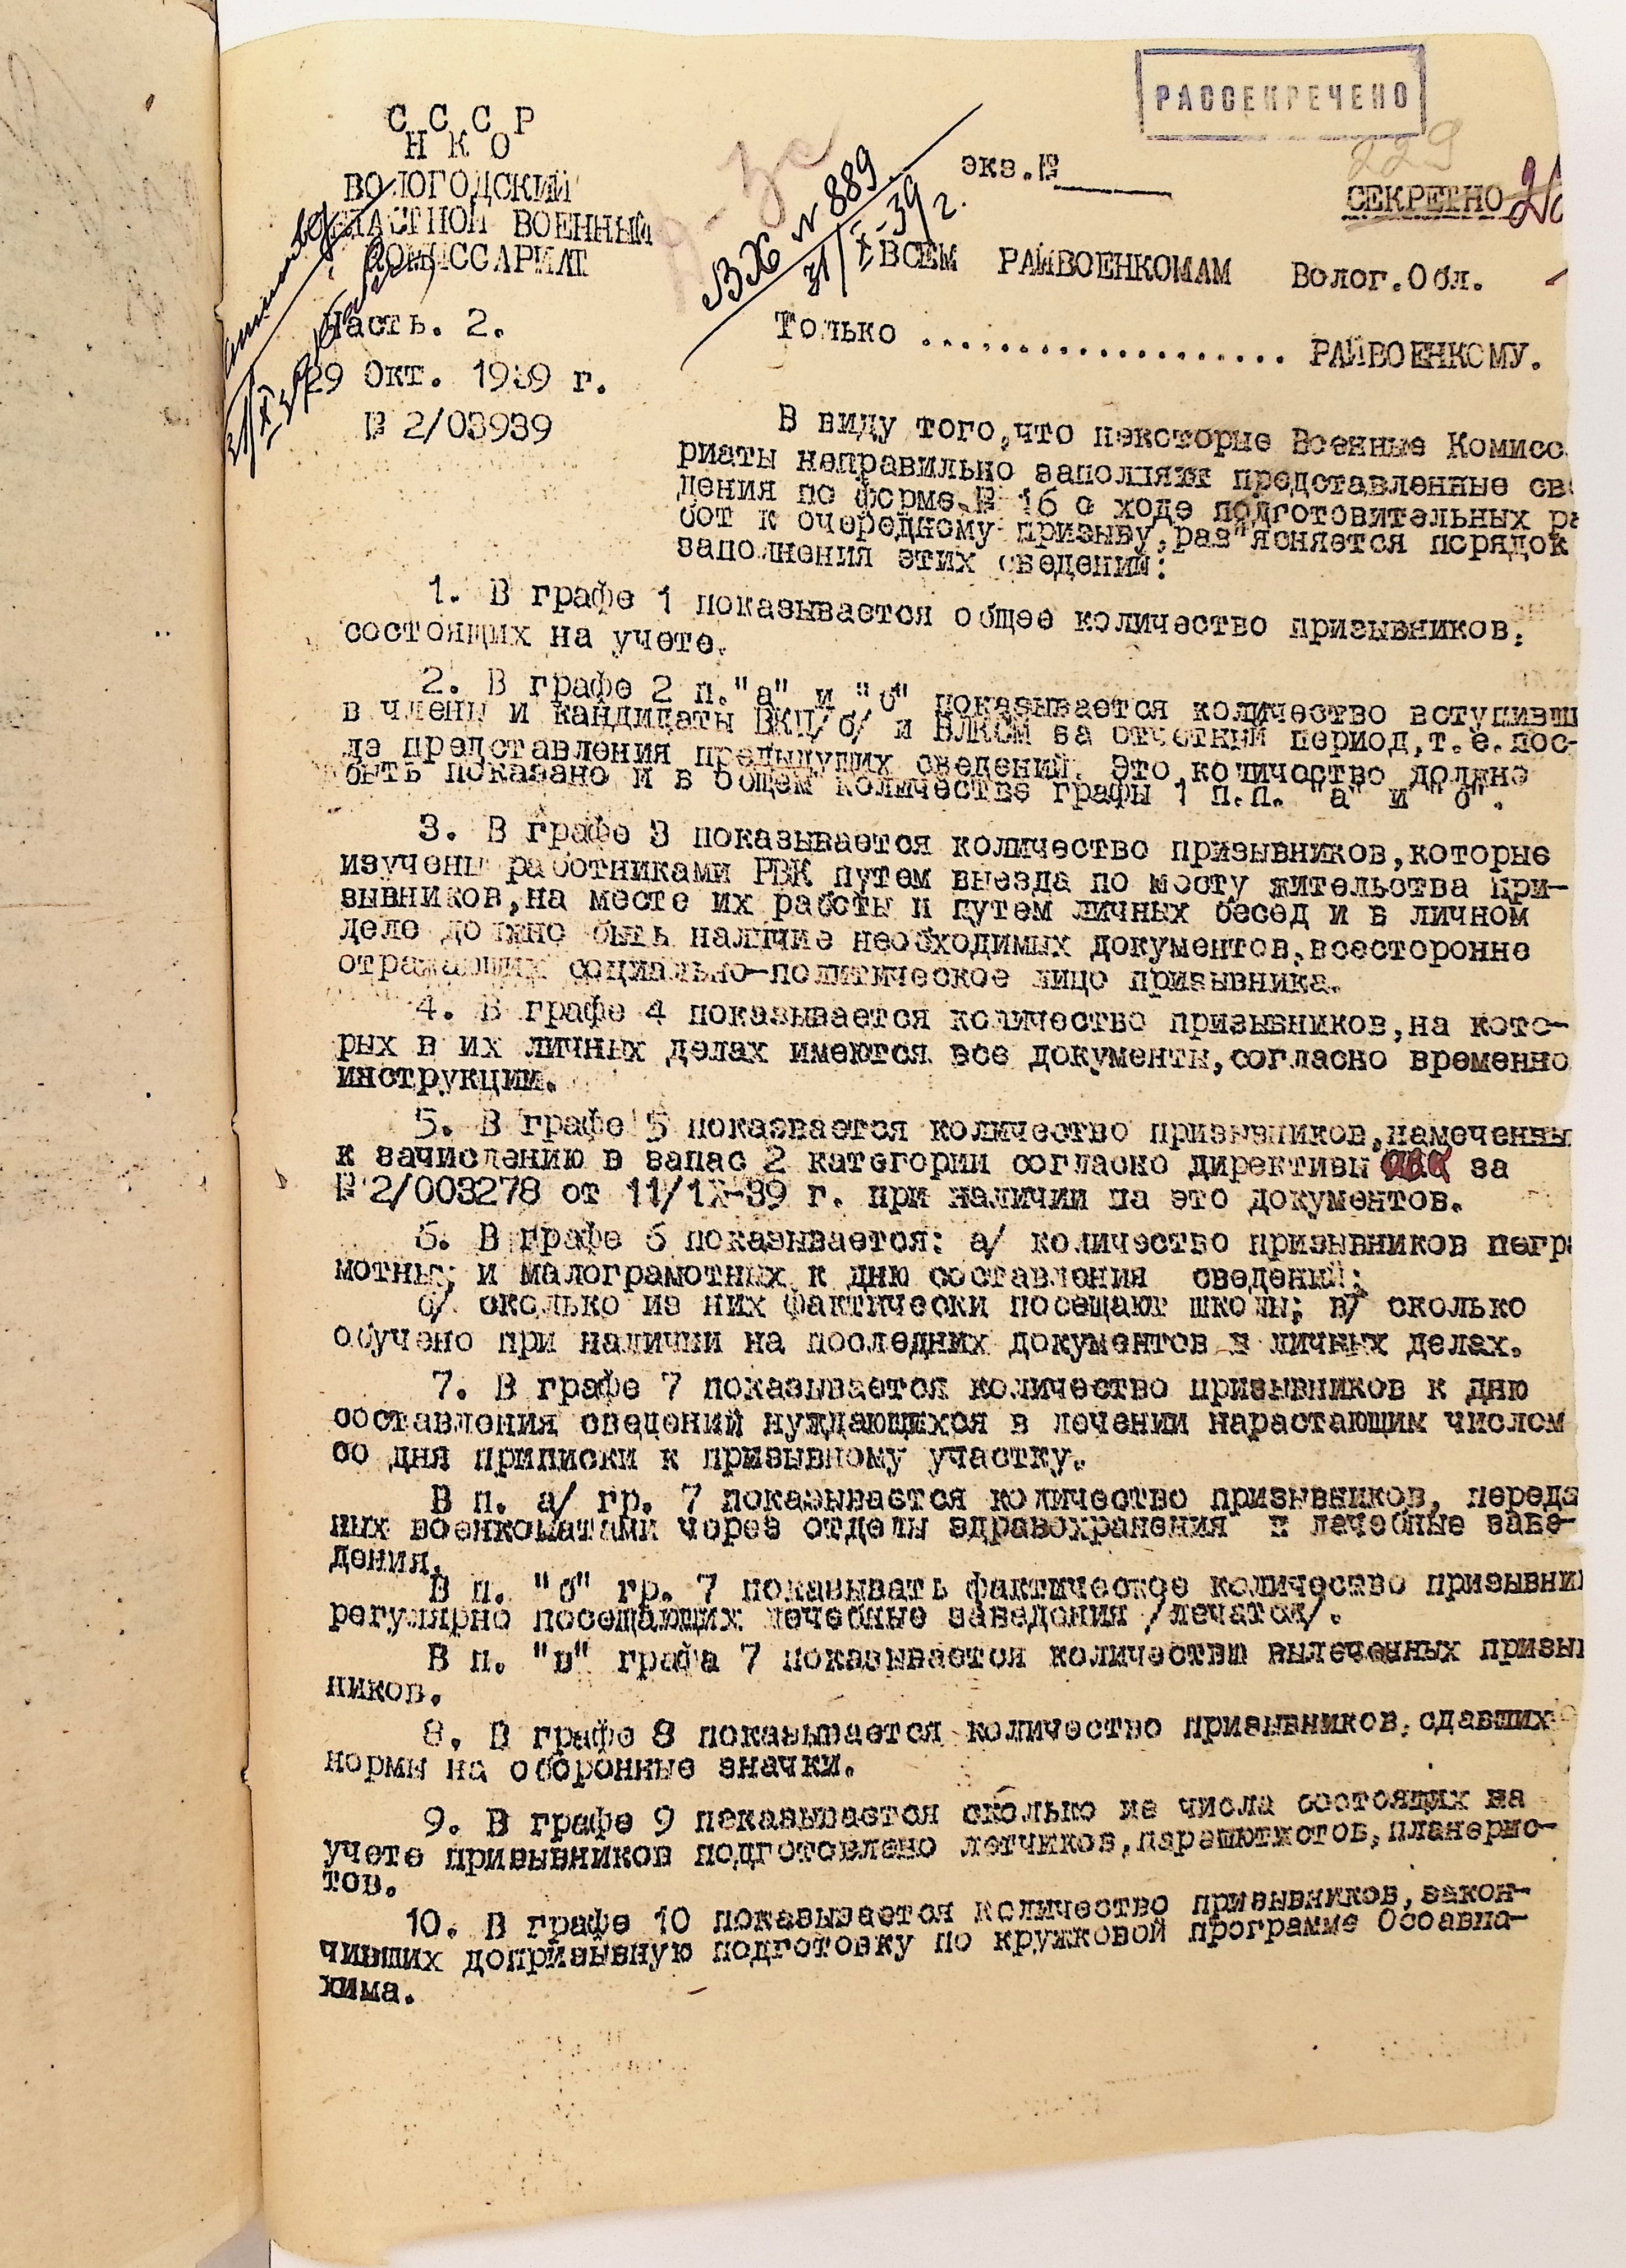 РАССЕКРЕЧЕНО
С С С Р
Н К О
ВОЛОГОДСКИЙ
ОБЛАСТНОЙ ВОЕННЫЙ
КОМИССАРИАТ
Часть. 2.
29 Окт. 1939 г.
№ 2/03939
ВХ N 889
31/X-39 г.
экз.№
229
СЕКРЕТНО
ВСЕМ РАЙВОЕНКОМАМ Волог.Обл.
Только ................... РАЙВОЕНКОМУ.
В виду того,что некоторые Военные Комисс
риаты неправильно заполняют представленные све
дения по форме № 16 о ходе подготовительных ра
бот к очередному призыву,раз"ясняется порядок
заполнения этих сведений:
1. В графе 1 показывается общее количество призывников,
состоящих на учете.
2. В графе 2 п."а" и "б" показывается количество вступивш
в члены и кандидаты ВКП/б/ и ВЛКСМ за отчетный период,т.е.пос-
ле представления предыдущих сведений. Это количество должно
быть показано и в общем количестве графы 1 п.п. "а" и "б".
3. В графе 3 показывается количество призывников,которые
изучены работниками РВК путем выезда по месту жительства при-
зывников,на месте их работы и путем личных бесед и в личном
деле должно быть наличие необходимых документов,всесторонне
отражающих социально-политическое лицо призывника.
4. В графе 4 показывается количество призывников,на кото-
рых в их личных делах имеются все документы,согласно временно
инструкции.
5. В графе 5 показвается количество призывников,намеченны
к зачислению в запас 2 категории согласно директивы за
№ 2/003278 от 11/1X-39 г. при наличии на это документов.
6. В графе 6 показывается: а/ количество призывников негра
мотных и малограмотных к дню составления сведений;
б/ сколько из них фактически посещают школы; в/ сколько
обучено при наличии на последних документов в личных делах.
7. В графе 7 показывается количество призывников к дню
составления сведений нуждающихся в лечении нарастающим числом
со дня приписки к призывному участку.
В п. а/ гр. 7 показывается количество призывников, переда
ных военкоматами через отделы здравохранения в лечебные заве-
дения.
В п. "б" гр. 7 показывать фактическое количество призывник
регулярно посещающих лечебные заведения /лечатся/.
В п. "в" графа 7 показывается количество вылеченных призыв
ников.
8. В графе 8 показывается количество призывников,сдавших
нормы на оборонные значки.
9. В графе 9 показывается сколько из числа состоящих на
учете призывников подготовлено летчиков,парашютистов,планерис-
тов.
10. В графе 10 показывается количество призывников,закон-
чивших допризывную подготовку по кружковой программе Осоавиа-
хима.